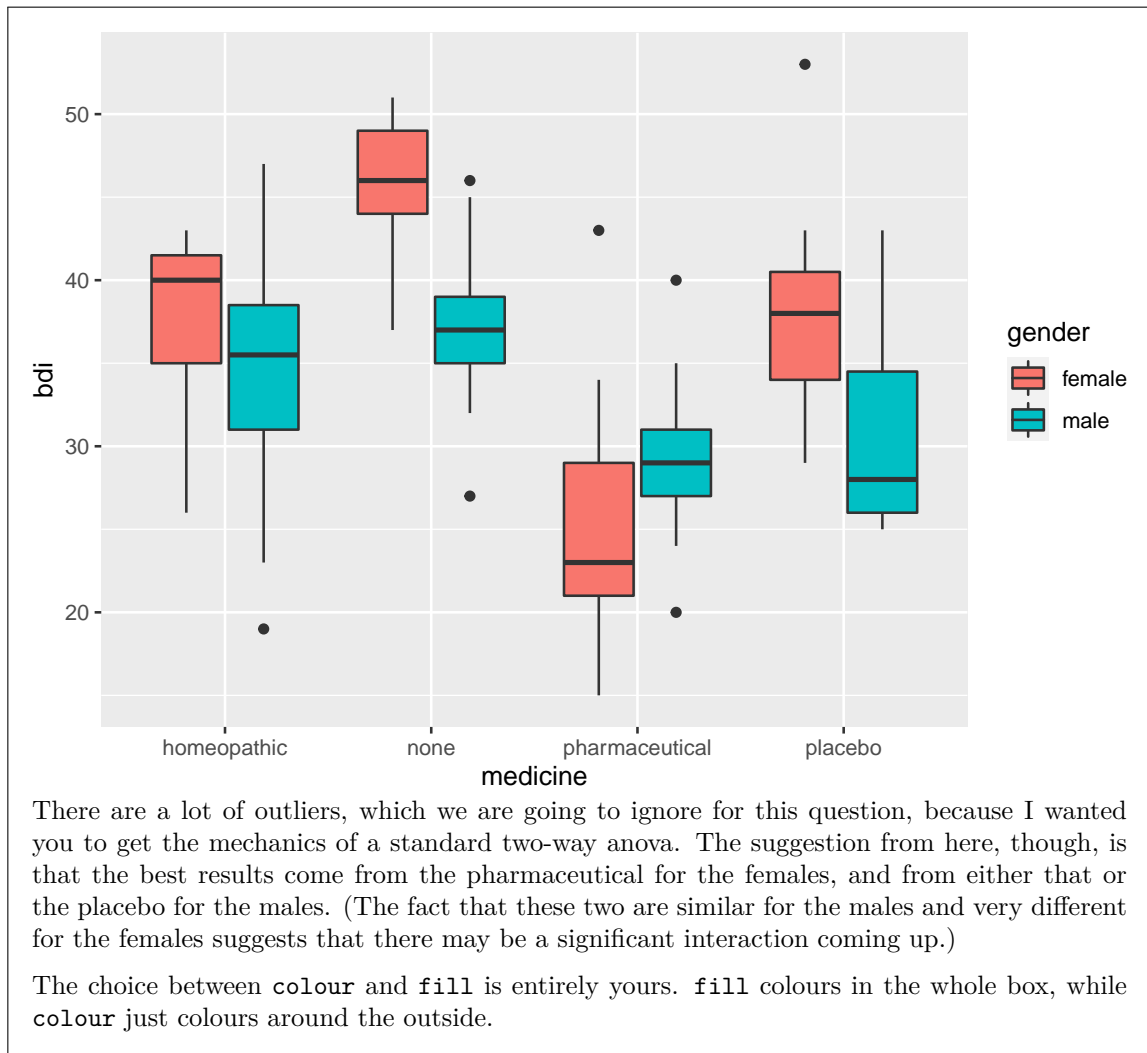 50
40
30
20
bdi
homeopathic
none
pharmaceutical
placebo
medicine
gender
female
male
There are a lot of outliers, which we are going to ignore for this question, because I wanted
you to get the mechanics of a standard two-way anova. The suggestion from here, though, is
that the best results come from the pharmaceutical for the females, and from either that or
the placebo for the males. (The fact that these two are similar for the males and very different
for the females suggests that there may be a significant interaction coming up.)
The choice between colour and fill is entirely yours. fill colours in the whole box, while
colour just colours around the outside.